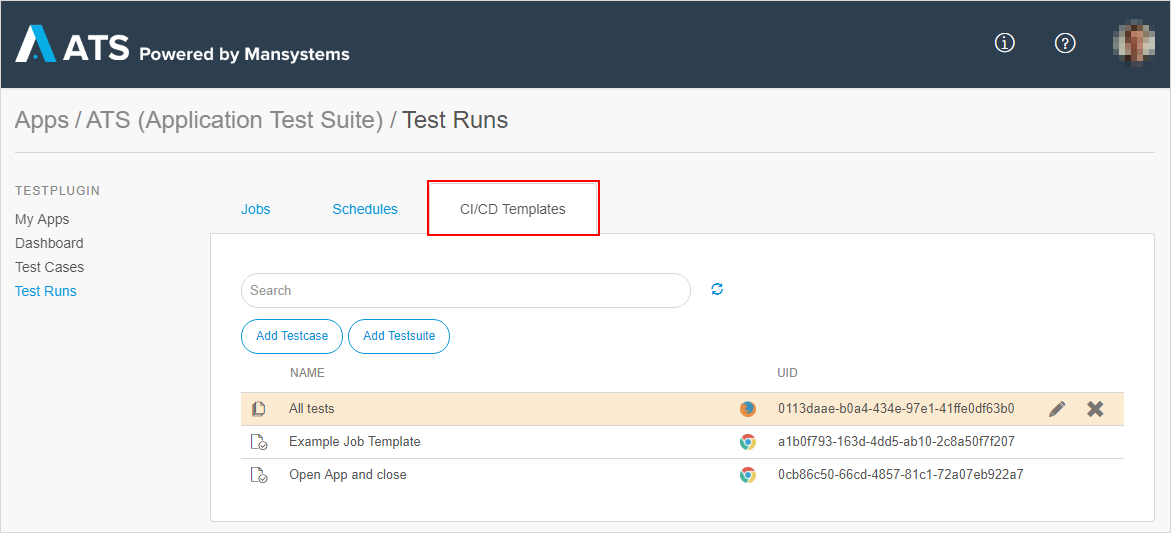 ATS Powered by Mansystems
Apps / ATS (Application Test Suite) / Test Runs
TESTPLUGIN
My Apps
Dashboard
Test Cases
Test Runs
Jobs Schedules CI/CD Templates
Search
Add Testcase Add Testsuite
NAME UID
All tests 0113daae-b0a4-434e-97e1-41ffe0df63b0
Example Job Template a1b0f793-163d-4dd5-ab10-2c8a50f7f207
Open App and close 0cb86c50-66cd-4857-81c1-72a07eb922a7